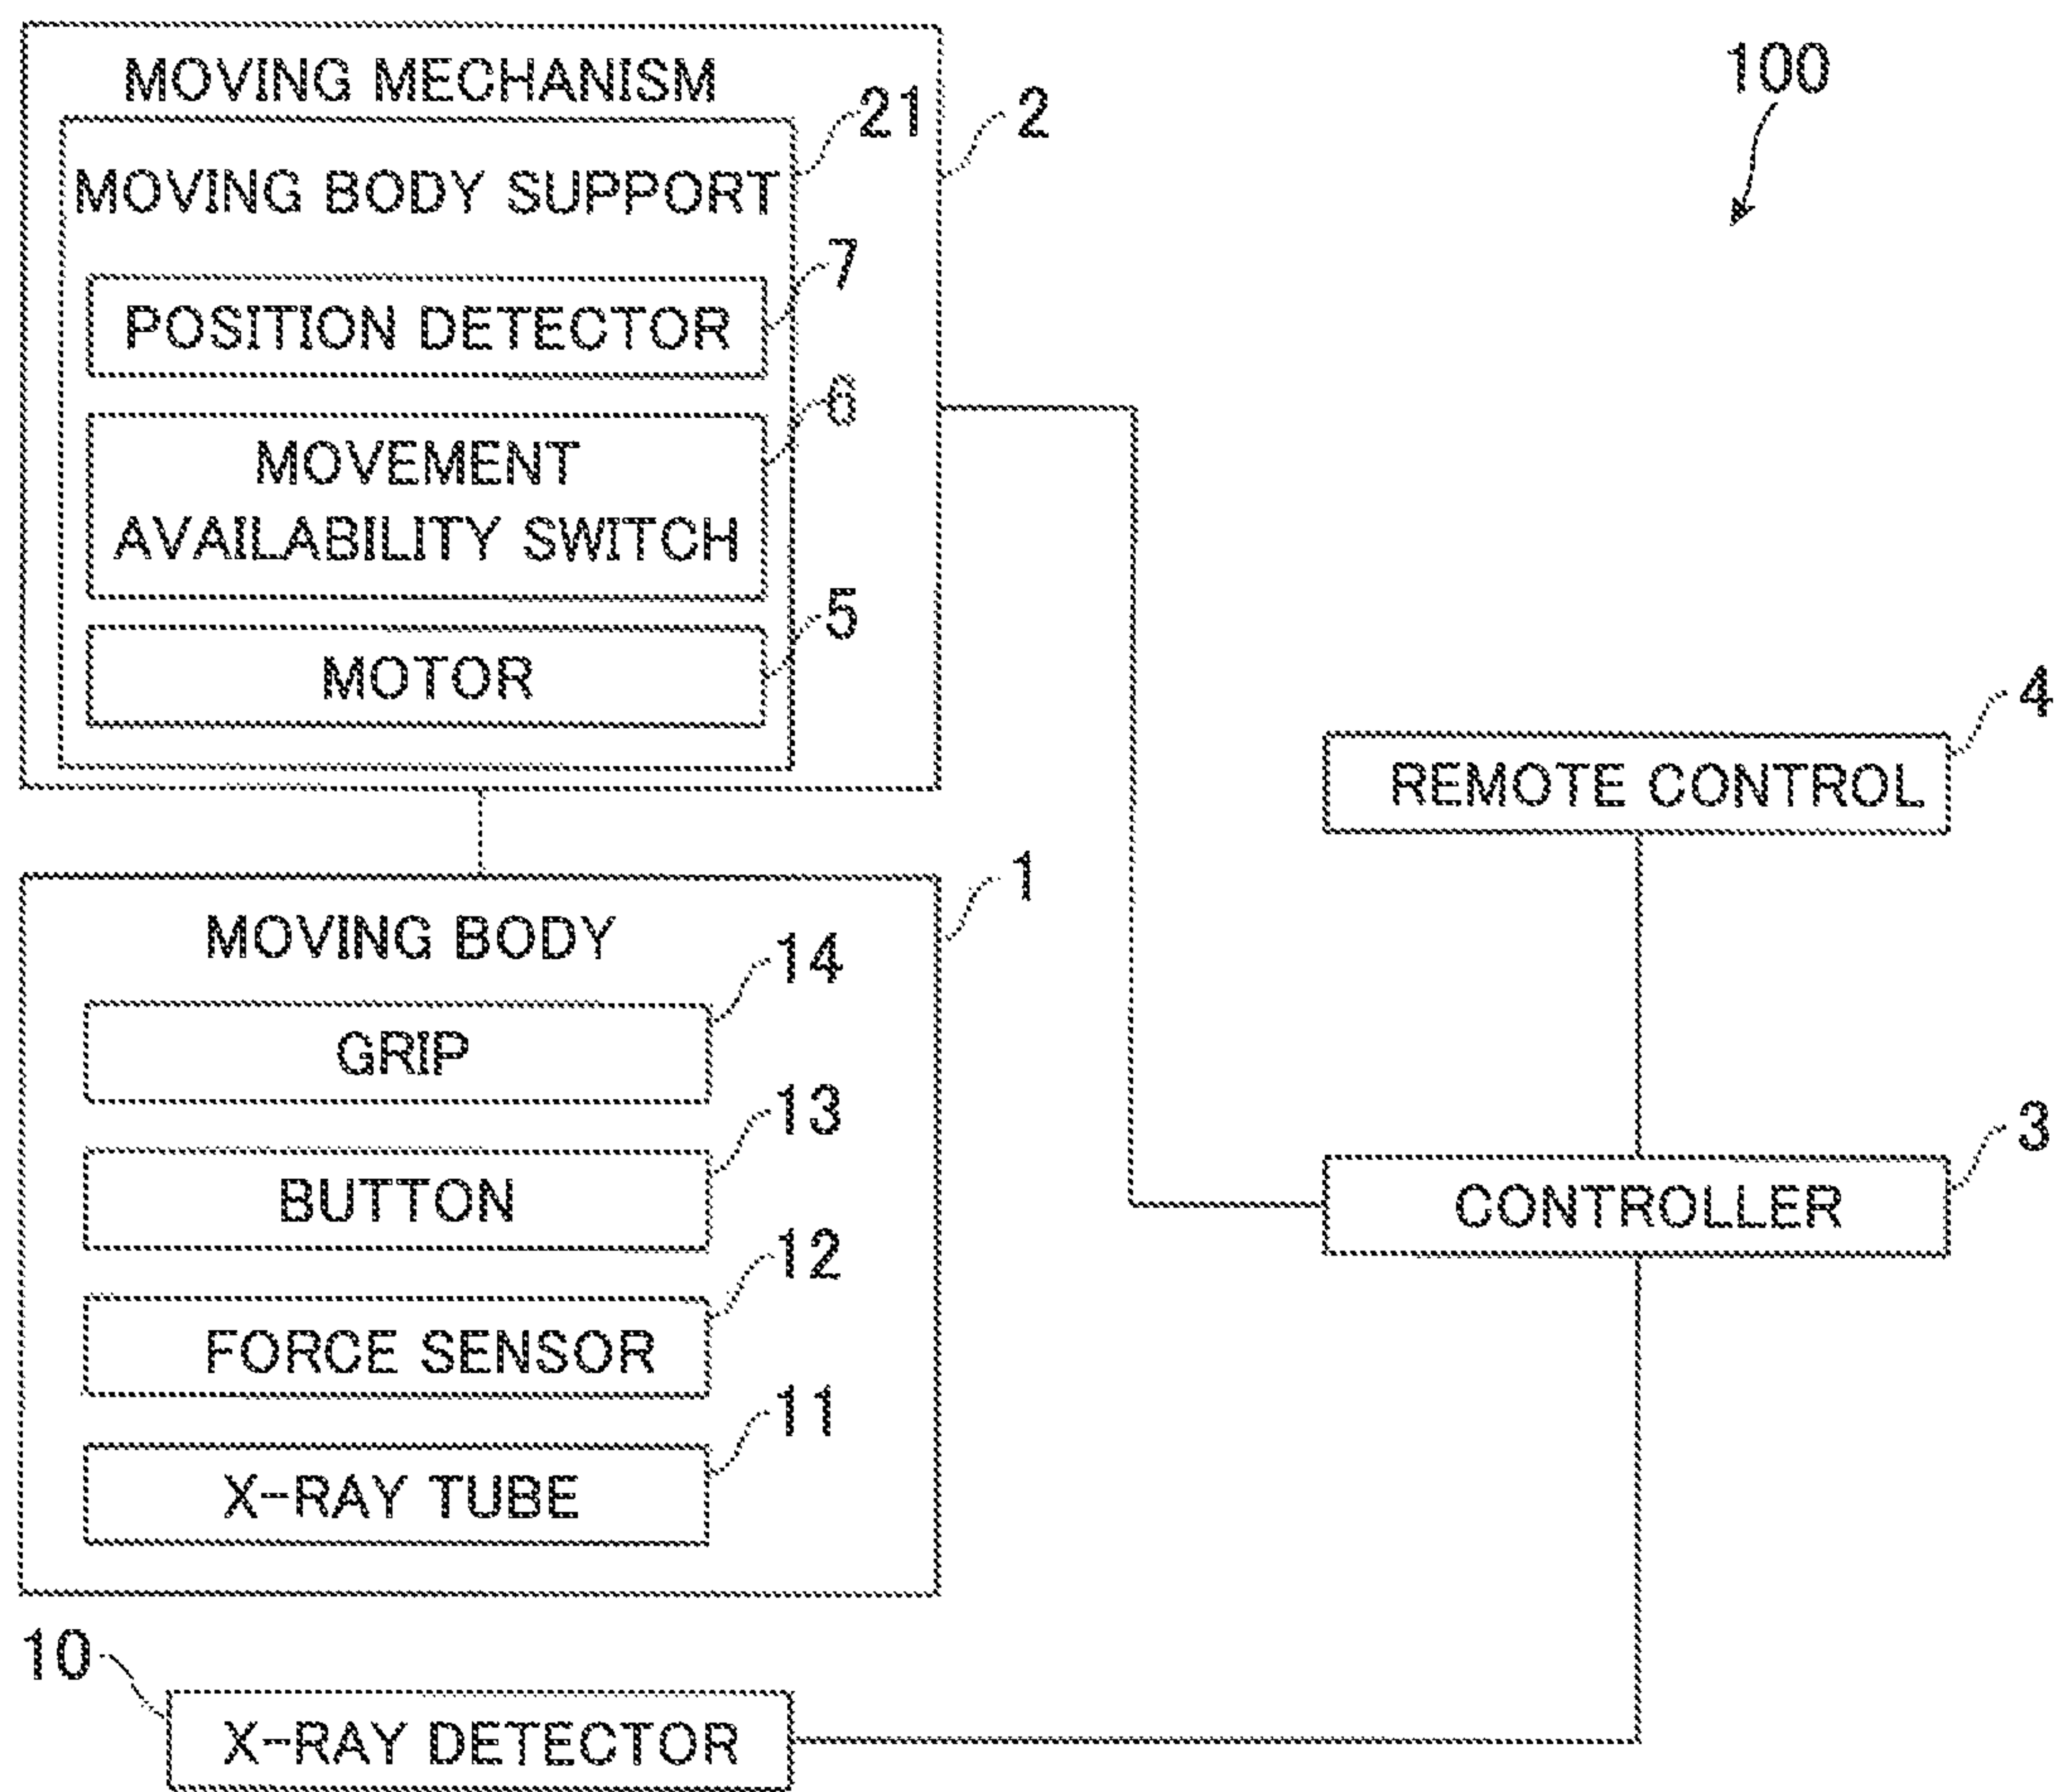 100
MOVING MECHANISM
21
2
MOVING BODY SUPPORT
7
POSITION DETECTOR
6
MOVEMENT
AVAILABILITY SWITCH
5
MOTOR
4
REMOTE CONTROL
1
MOVING BODY
14
GRIP
13
BUTTON
3
CONTROLLER
12
FORCE SENSOR
11
X-RAY TUBE
10
X-RAY DETECTOR